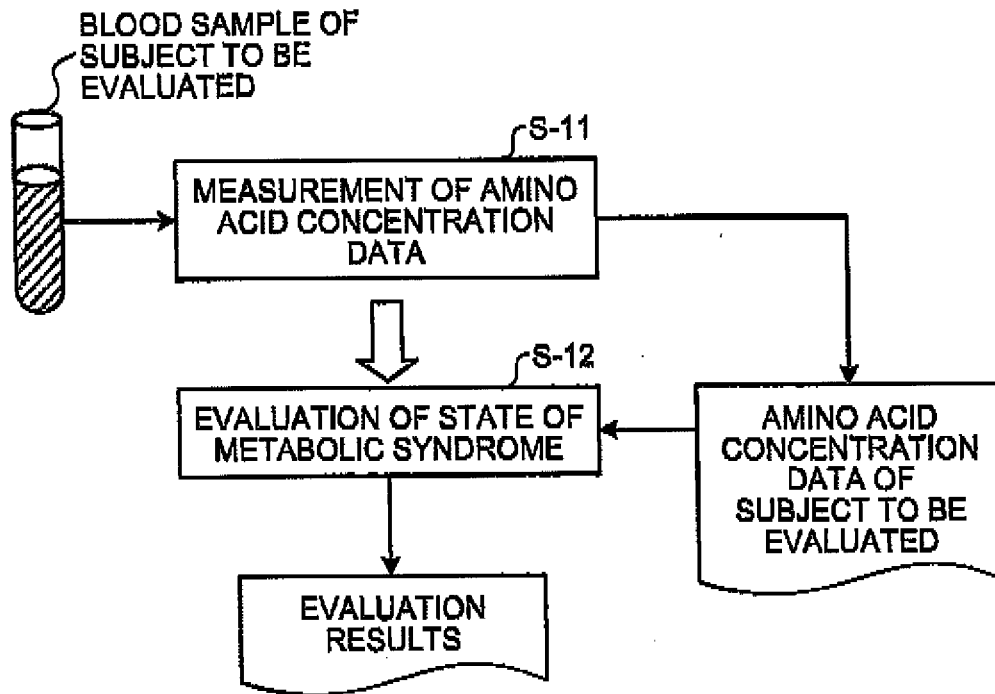 BLOOD SAMPLE OF
SUBJECT TO BE
EVALUATED
S-11
MEASUREMENT OF AMINO
ACID CONCENTRATION
DATA
S-12
EVALUATION OF STATE OF
METABOLIC SYNDROME
AMINO ACID
CONCENTRATION
DATA OF
SUBJECT TO BE
EVALUATED
EVALUATION
RESULTS